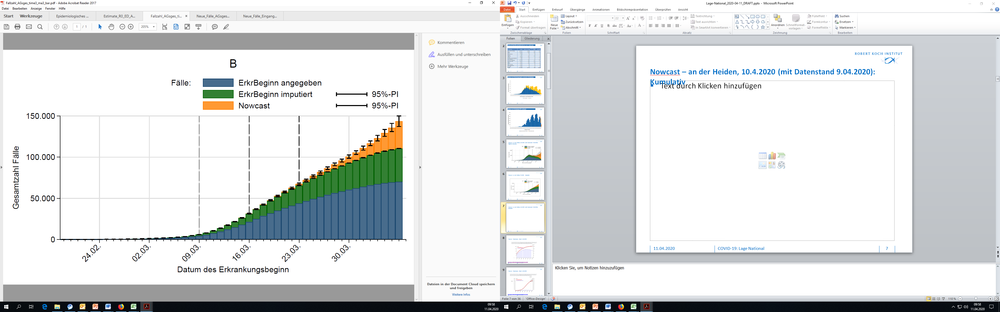 Fallzahl_AGsges_time3_ma3_bar.pdf - Adobe Acrobat Reader 2017
Datei Bearbeiten Anzeige Fenster Hilfe
Start Werkzeuge Epidemiologisches ... Estimate_R0_ED_A... Fallzahl_AGsges_ti... × Neue_Fälle_AGsges... Neue_Fälle_Eingang...
1 / 1 205%
Kommentieren
Ausfüllen und unterschreiben
Mehr Werkzeuge
Dateien in der Document Cloud speichern
und freigeben
Weitere Infos
B
Fälle: ErkrBeginn angegeben
ErkrBeginn imputiert 95%-PI
Nowcast 95%-PI
150.000
100.000
50.000
0
Gesamtzahl Fälle
24.02. 02.03. 09.03. 16.03. 23.03. 30.03.
Datum des Erkrankungsbeginn
09:58
11.04.2020
Lage-National_2020-04-11_DRAFT.pptx - Microsoft PowerPoint
Datei Start Einfügen Entwurf Übergänge Animationen Bildschirmpräsentation Überprüfen Ansicht
Einfügen
Ausschneiden
Kopieren
Format übertragen
Zwischenablage
Neue
Folie
Layout
Zurücksetzen
Abschnitt
Folien
22
F K U S abc AV Aa A
Schriftart
Textrichtung
Text ausrichten
In SmartArt konvertieren
Absatz
Anordnen
Schnellformat-
vorlagen
Fülleffekt
Formkontur
Formeffekte
Zeichnung
Suchen
Ersetzen
Markieren
Bearbeiten
Folien Gliederung
2
3
4
5
6
7
8
9
ROBERT KOCH INSTITUT
Nowcast – an der Heiden, 10.4.2020 (mit Datenstand 9.04.2020):
Kumulativ
Text durch Klicken hinzufügen
11.04.2020 COVID-19: Lage National 7
Klicken Sie, um Notizen hinzuzufügen
Folie 7 von 36 "Office-Design" 110 %
09:58
11.04.2020